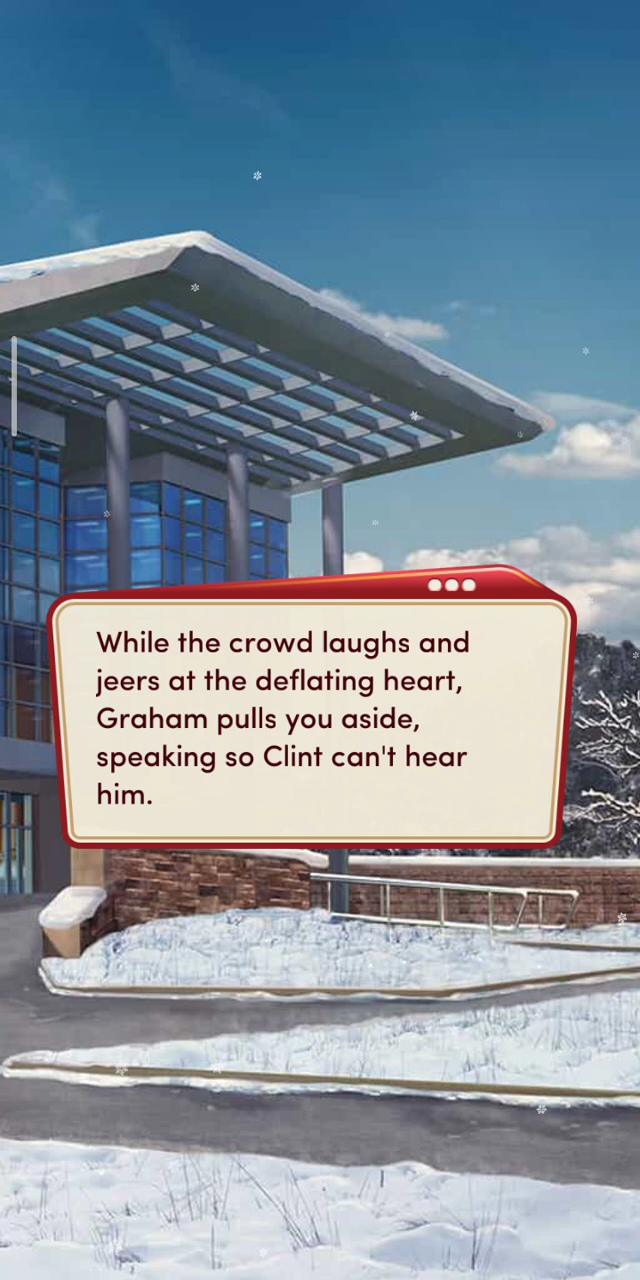 While the crowd laughs and
jeers at the deflating heart,
Graham pulls you aside,
speaking so Clint can't hear
him.